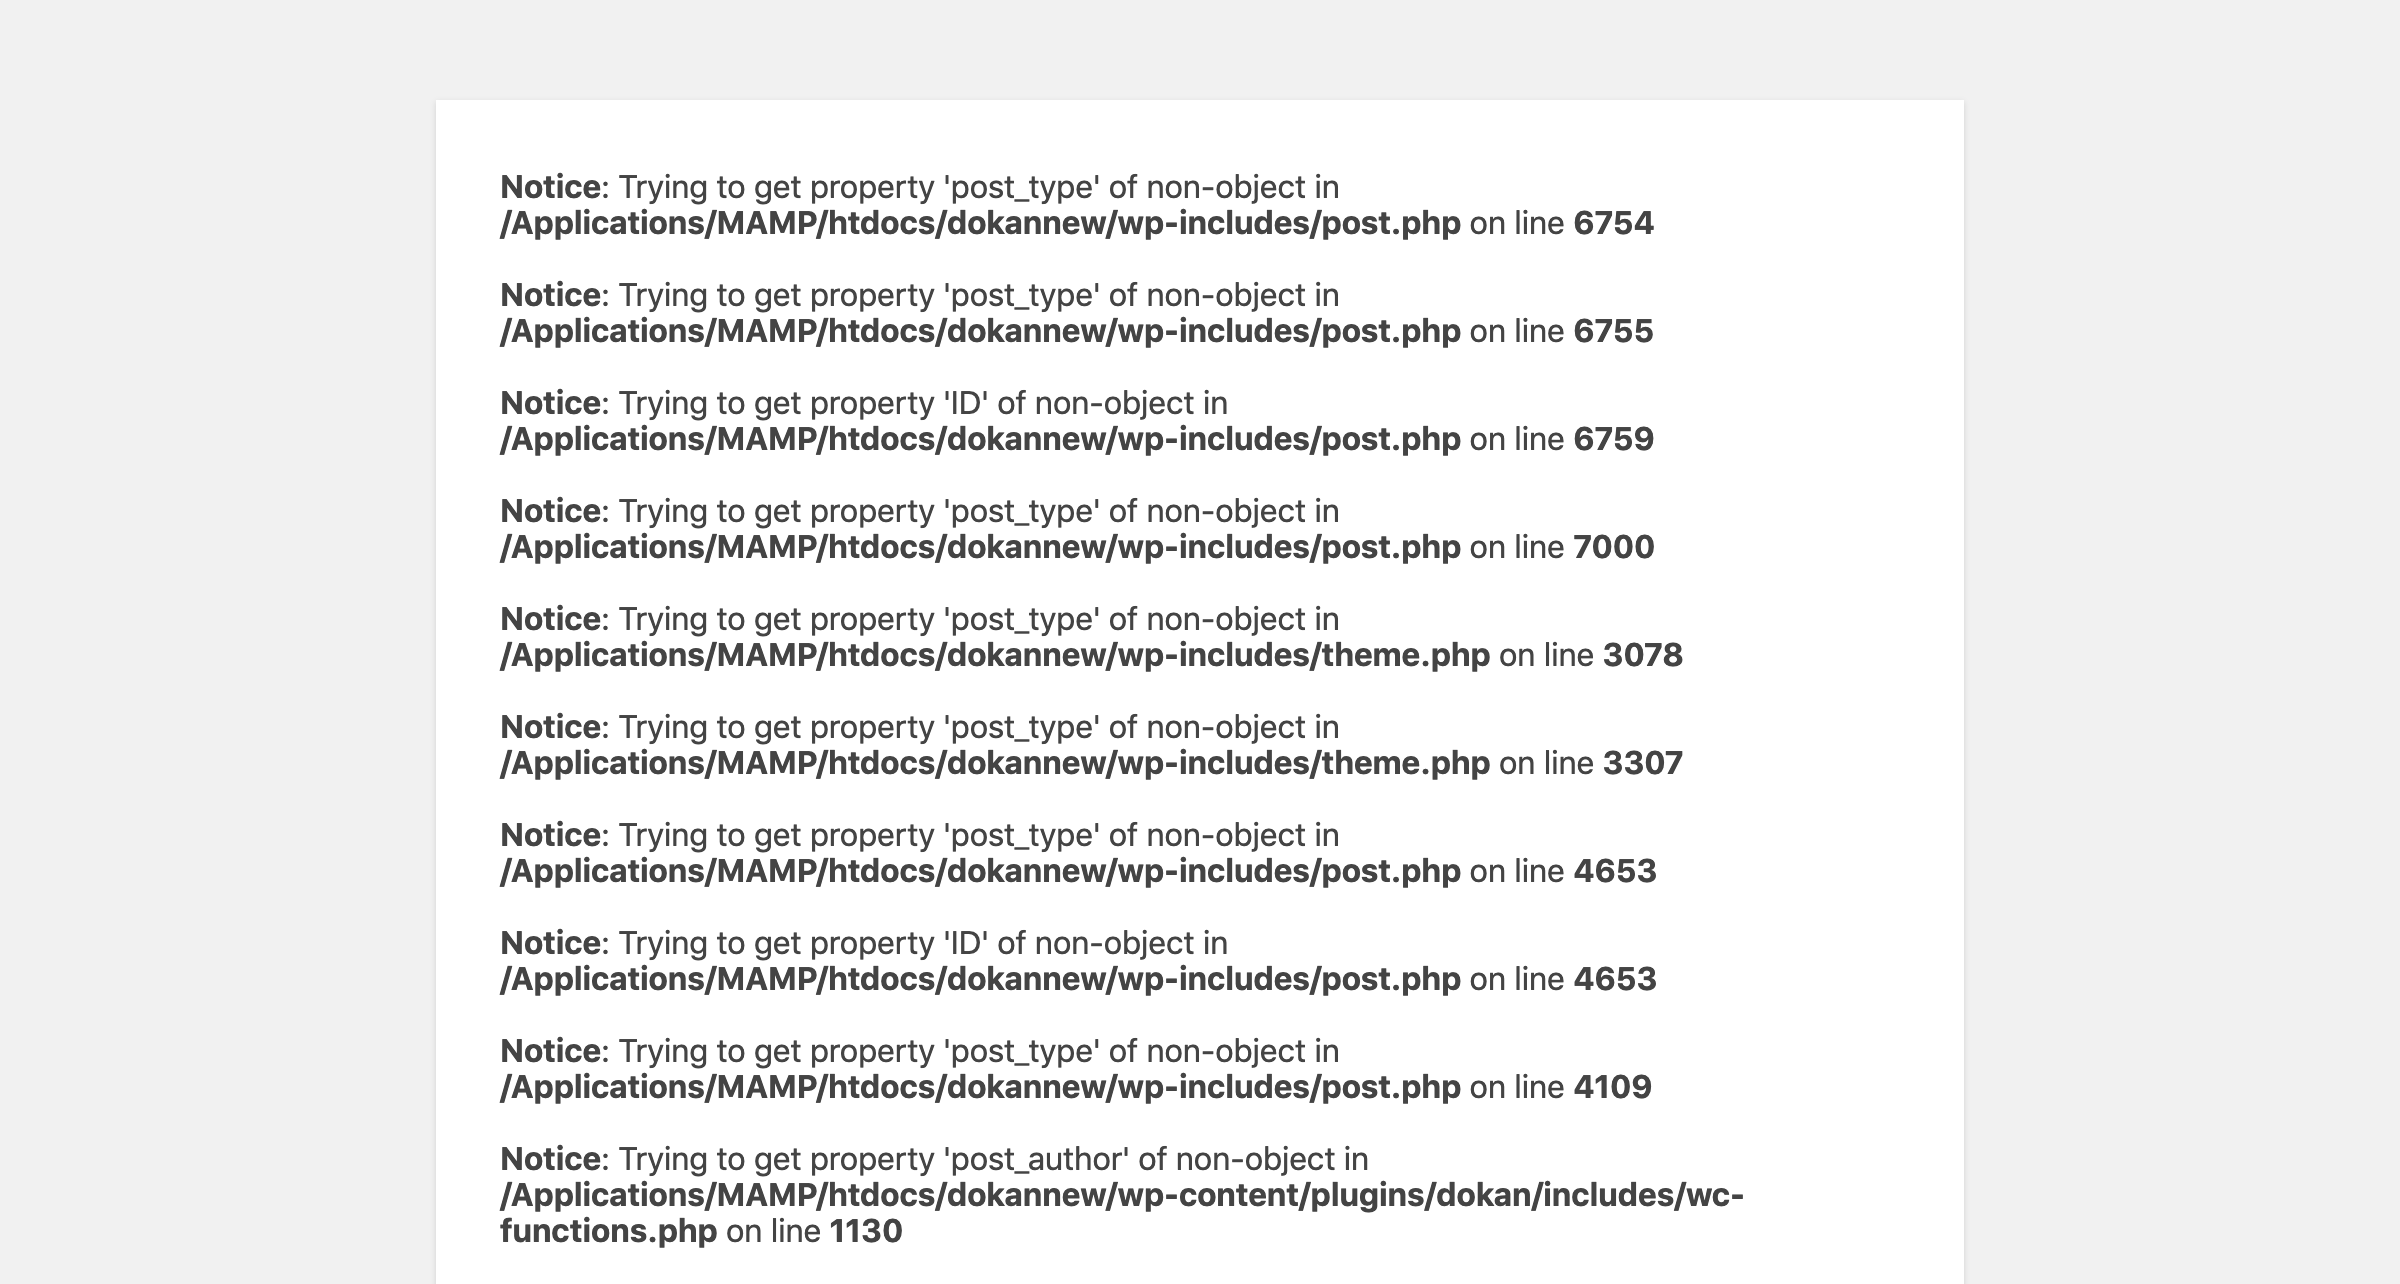 Notice: Trying to get property 'post_type' of non-object in
/Applications/MAMP/htdocs/dokannew/wp-includes/post.php on line 6754
Notice: Trying to get property 'post_type' of non-object in
/Applications/MAMP/htdocs/dokannew/wp-includes/post.php on line 6755
Notice: Trying to get property 'ID' of non-object in
/Applications/MAMP/htdocs/dokannew/wp-includes/post.php on line 6759
Notice: Trying to get property 'post_type' of non-object in
/Applications/MAMP/htdocs/dokannew/wp-includes/post.php on line 7000
Notice: Trying to get property 'post_type' of non-object in
/Applications/MAMP/htdocs/dokannew/wp-includes/theme.php on line 3078
Notice: Trying to get property 'post_type' of non-object in
/Applications/MAMP/htdocs/dokannew/wp-includes/theme.php on line 3307
Notice: Trying to get property 'post_type' of non-object in
/Applications/MAMP/htdocs/dokannew/wp-includes/post.php on line 4653
Notice: Trying to get property 'ID' of non-object in
/Applications/MAMP/htdocs/dokannew/wp-includes/post.php on line 4653
Notice: Trying to get property 'post_type' of non-object in
/Applications/MAMP/htdocs/dokannew/wp-includes/post.php on line 4109
Notice: Trying to get property 'post_author' of non-object in
/Applications/MAMP/htdocs/dokannew/wp-content/plugins/dokan/includes/wc-
functions.php on line 1130